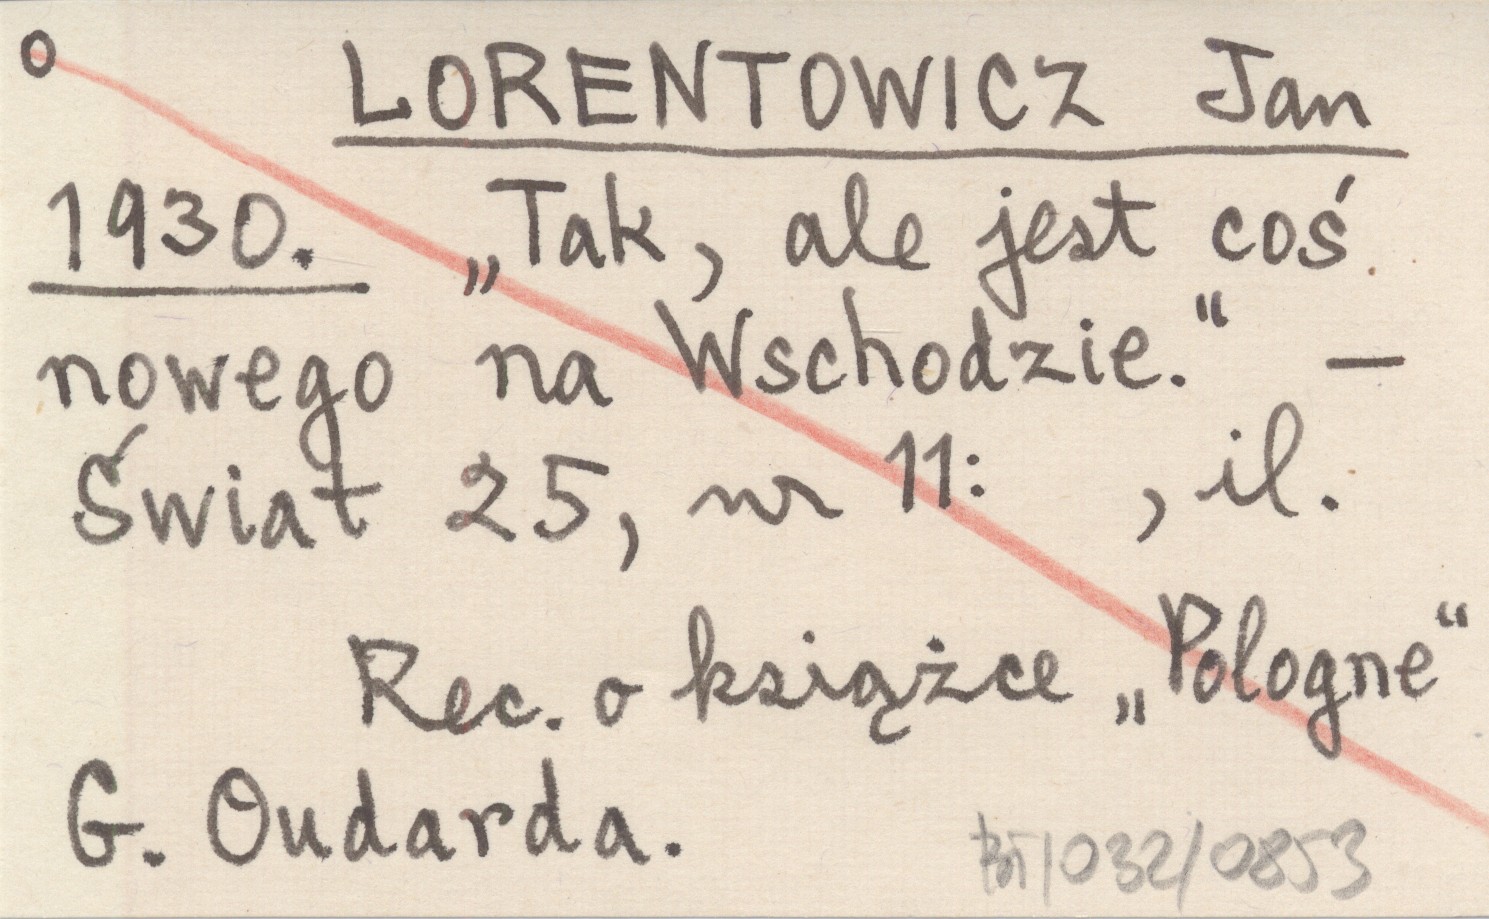 o LORENTOWICZ Jan
1930. „Tak, ale jest coś
nowego na Wschodzie.“ —
Świat 25, nr 11: , il.
Rec. o książce „Pologne“
G. Oudarda.
BŁ/032/0853